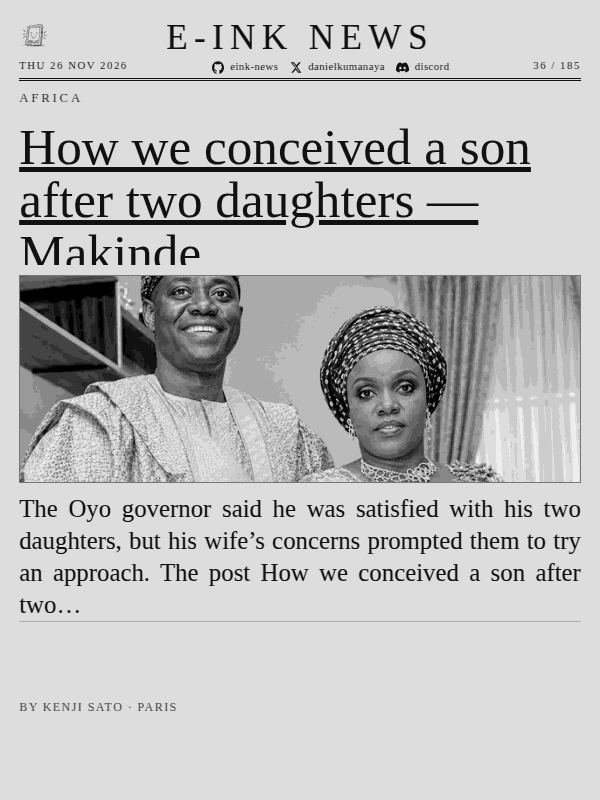 E-INK NEWS
THU 26 NOV 2026
eink-news danielkumanaya discord
36 / 185
AFRICA
How we conceived a son
after two daughters —
Makinde
The Oyo governor said he was satisfied with his two
daughters, but his wife’s concerns prompted them to try
an approach. The post How we conceived a son after
two…
BY KENJI SATO · PARIS